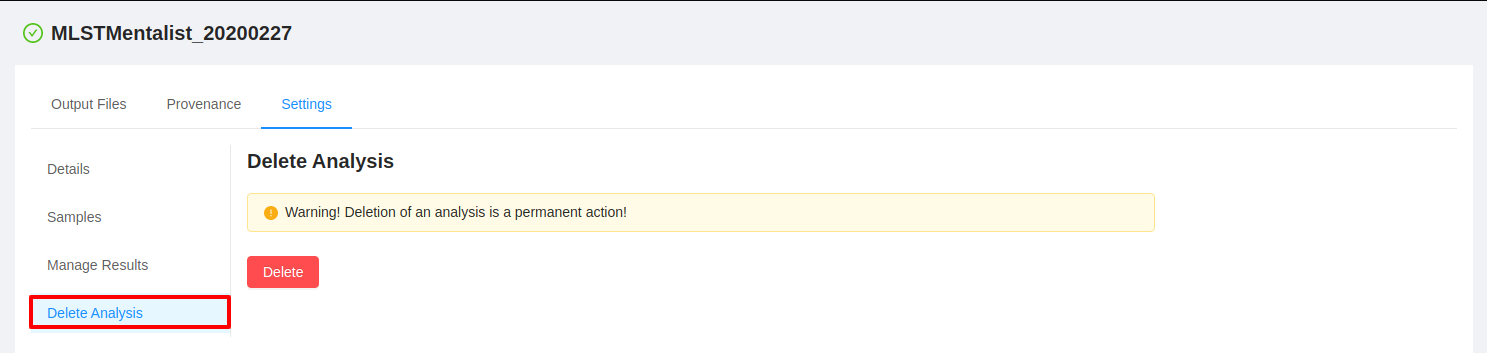 MLSTMentalist_20200227
Output Files Provenance Settings
Details
Samples
Manage Results
Delete Analysis
Delete Analysis
! Warning! Deletion of an analysis is a permanent action!
Delete